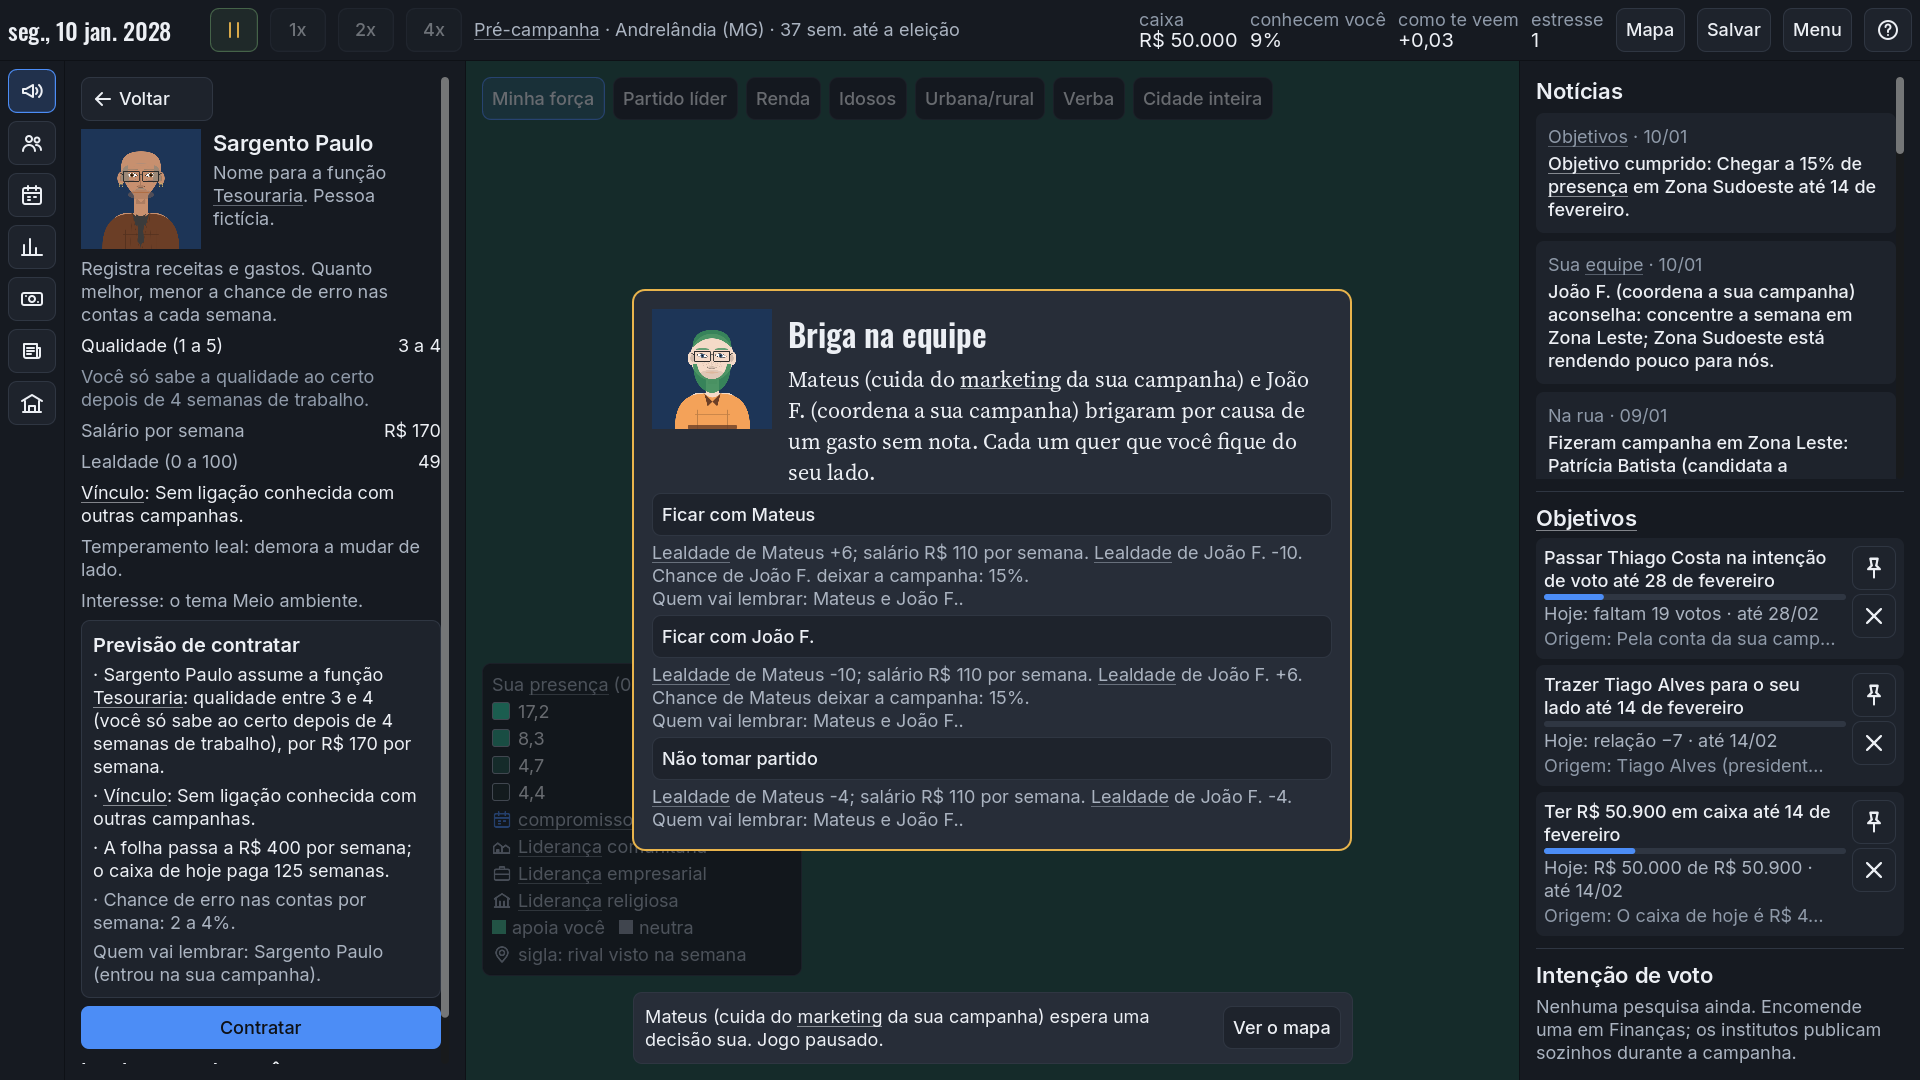 seg., 10 jan. 2028
1x
2x
4x
Pré-campanha · Andrelândia (MG) · 37 sem. até a eleição
caixa
R$ 50.000
conhecem você
9%
como te veem
+0,03
estresse
1
Mapa
Salvar
Menu
Voltar
Sargento Paulo
Nome para a função
Tesouraria. Pessoa
fictícia.
Registra receitas e gastos. Quanto
melhor, menor a chance de erro nas
contas a cada semana.
Qualidade (1 a 5) 3 a 4
Você só sabe a qualidade ao certo
depois de 4 semanas de trabalho.
Salário por semana R$ 170
Lealdade (0 a 100) 49
Vínculo: Sem ligação conhecida com
outras campanhas.
Temperamento leal: demora a mudar de
lado.
Interesse: o tema Meio ambiente.
Previsão de contratar
· Sargento Paulo assume a função
Tesouraria: qualidade entre 3 e 4
(você só sabe ao certo depois de 4
semanas de trabalho), por R$ 170 por
semana.
· Vínculo: Sem ligação conhecida com
outras campanhas.
· A folha passa a R$ 400 por semana;
o caixa de hoje paga 125 semanas.
· Chance de erro nas contas por
semana: 2 a 4%.
Quem vai lembrar: Sargento Paulo
(entrou na sua campanha).
Contratar
Minha força
Partido líder
Renda
Idosos
Urbana/rural
Verba
Cidade inteira
Briga na equipe
Mateus (cuida do marketing da sua campanha) e João
F. (coordena a sua campanha) brigaram por causa de
um gasto sem nota. Cada um quer que você fique do
seu lado.
Ficar com Mateus
Lealdade de Mateus +6; salário R$ 110 por semana. Lealdade de João F. -10.
Chance de João F. deixar a campanha: 15%.
Quem vai lembrar: Mateus e João F..
Ficar com João F.
Lealdade de Mateus -10; salário R$ 110 por semana. Lealdade de João F. +6.
Chance de Mateus deixar a campanha: 15%.
Quem vai lembrar: Mateus e João F..
Não tomar partido
Lealdade de Mateus -4; salário R$ 110 por semana. Lealdade de João F. -4.
Quem vai lembrar: Mateus e João F..
Sua presença (0
17,2
8,3
4,7
4,4
compromisso
Liderança comunitária
Liderança empresarial
Liderança religiosa
apoia você neutra
sigla: rival visto na semana
Mateus (cuida do marketing da sua campanha) espera uma
decisão sua. Jogo pausado.
Ver o mapa
Notícias
Objetivos · 10/01
Objetivo cumprido: Chegar a 15% de
presença em Zona Sudoeste até 14 de
fevereiro.
Sua equipe · 10/01
João F. (coordena a sua campanha)
aconselha: concentre a semana em
Zona Leste; Zona Sudoeste está
rendendo pouco para nós.
Na rua · 09/01
Fizeram campanha em Zona Leste:
Patrícia Batista (candidata a
Objetivos
Passar Thiago Costa na intenção
de voto até 28 de fevereiro
Hoje: faltam 19 votos · até 28/02
Origem: Pela conta da sua camp...
Trazer Tiago Alves para o seu
lado até 14 de fevereiro
Hoje: relação −7 · até 14/02
Origem: Tiago Alves (president...
Ter R$ 50.900 em caixa até 14 de
fevereiro
Hoje: R$ 50.000 de R$ 50.900 ·
até 14/02
Origem: O caixa de hoje é R$ 4...
Intenção de voto
Nenhuma pesquisa ainda. Encomende
uma em Finanças; os institutos publicam
sozinhos durante a campanha.